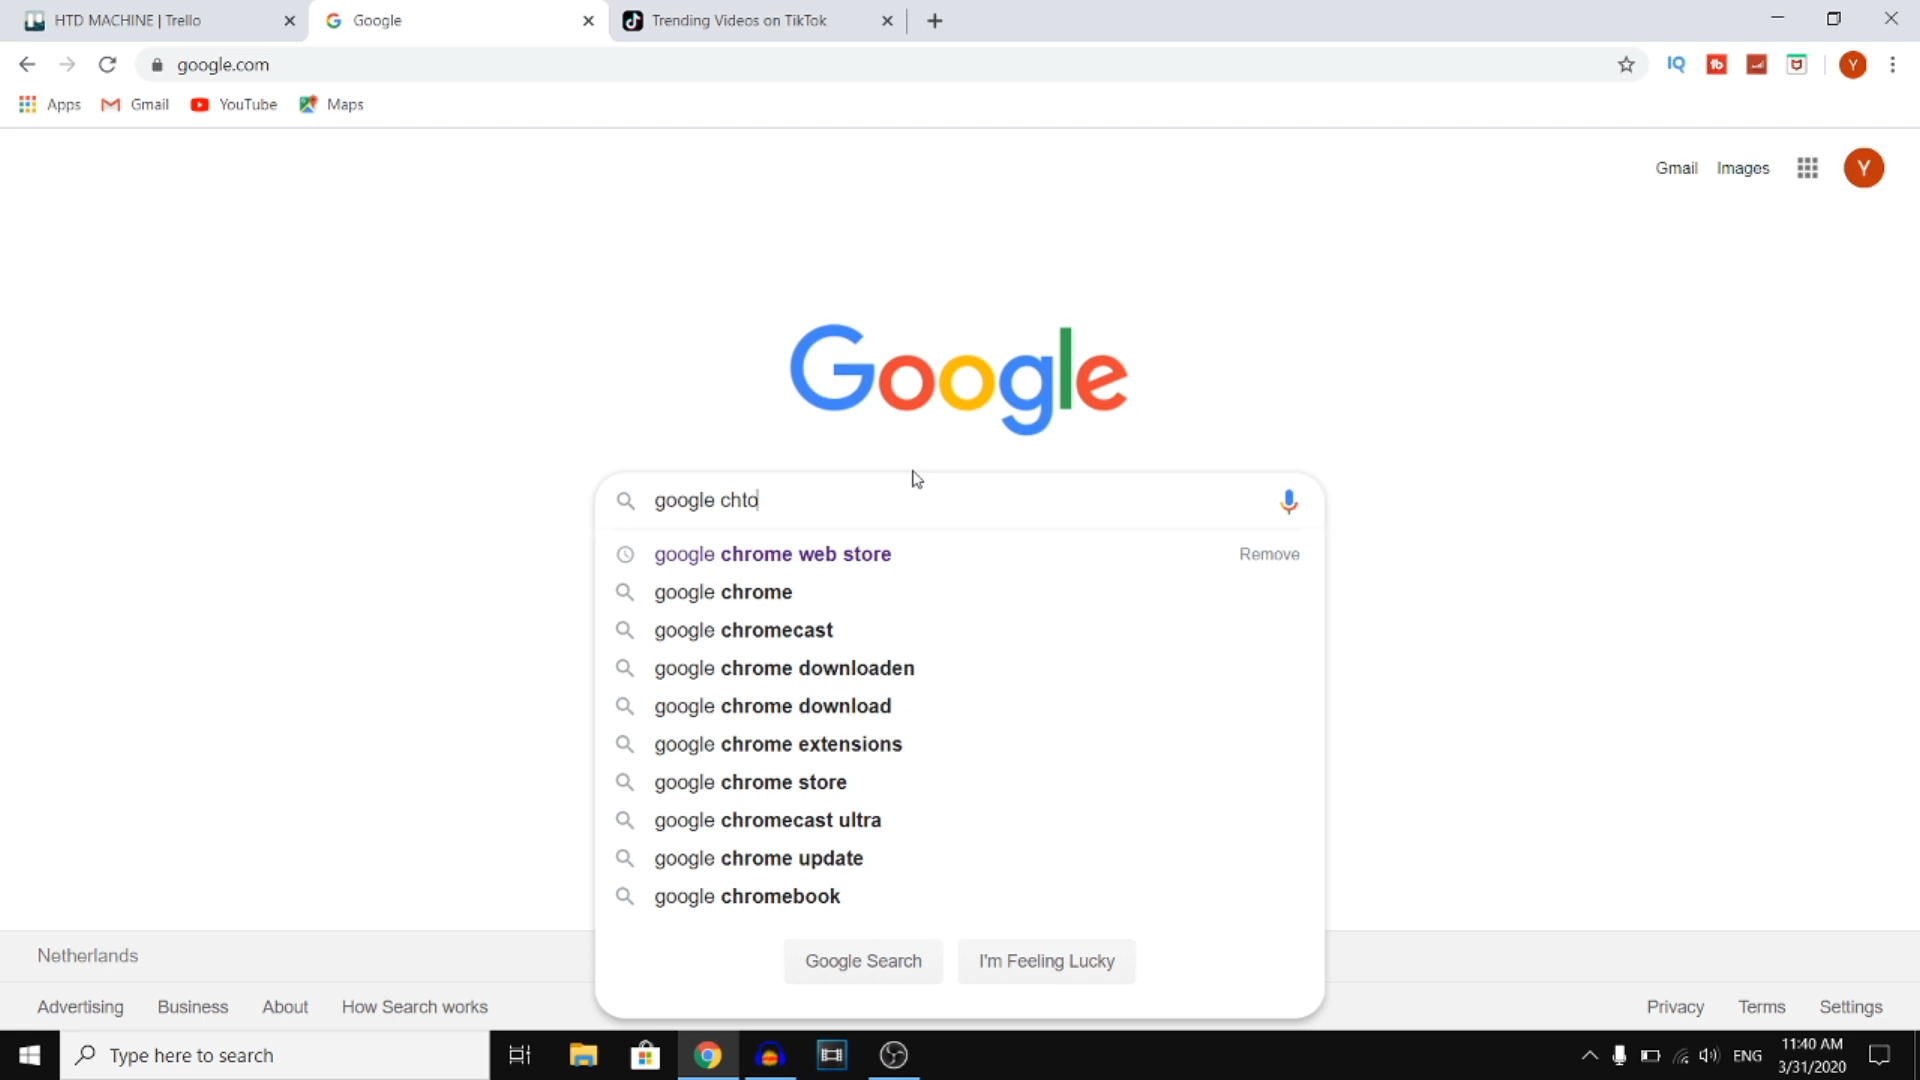 HTD MACHINE | Trello
Google
Trending Videos on TikTok
google.com
IQ
tb
Y
Apps
Gmail
YouTube
Maps
Gmail
Images
Y
Google
google chto
google chrome web store
Remove
google chrome
google chromecast
google chrome downloaden
google chrome download
google chrome extensions
google chrome store
google chromecast ultra
google chrome update
google chromebook
Google Search
I'm Feeling Lucky
Netherlands
Advertising
Business
About
How Search works
Privacy
Terms
Settings
Type here to search
ENG
11:40 AM
3/31/2020